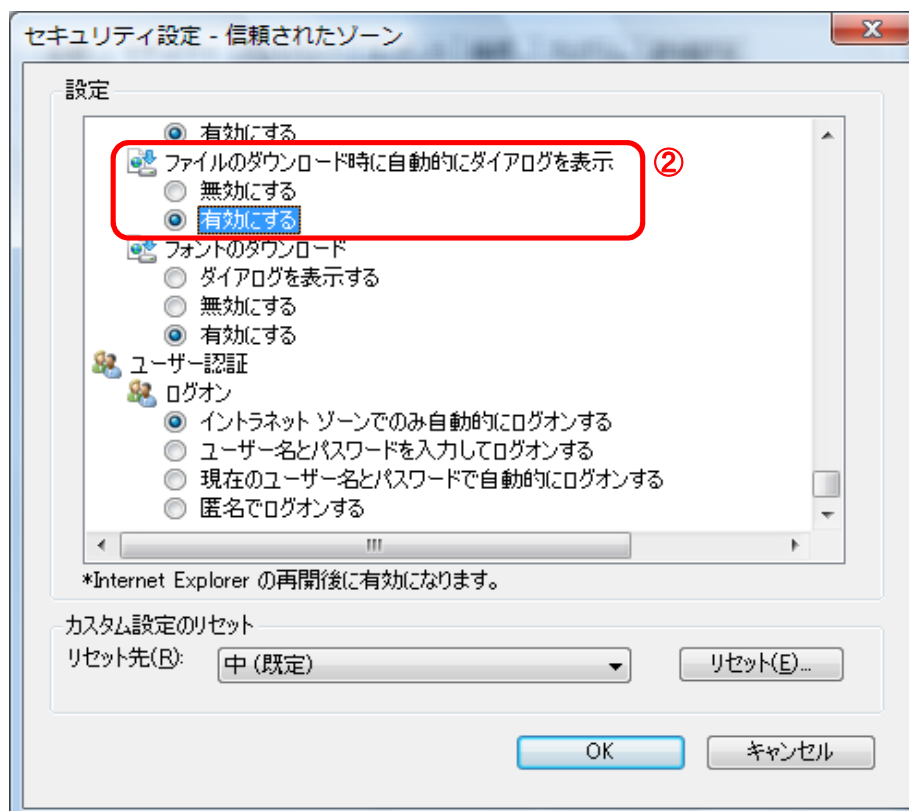 セキュリティ設定 - 信頼されたゾーン
設定
有効にする
ファイルのダウンロード時に自動的にダイアログを表示
②
無効にする
有効にする
フォントのダウンロード
ダイアログを表示する
無効にする
有効にする
ユーザー認証
ログオン
イントラネット ゾーンでのみ自動的にログオンする
ユーザー名とパスワードを入力してログオンする
現在のユーザー名とパスワードで自動的にログオンする
匿名でログオンする
*Internet Explorer の再開後に有効になります。
カスタム設定のリセット
リセット先(R): 中 (既定) リセット(E)...
OK キャンセル